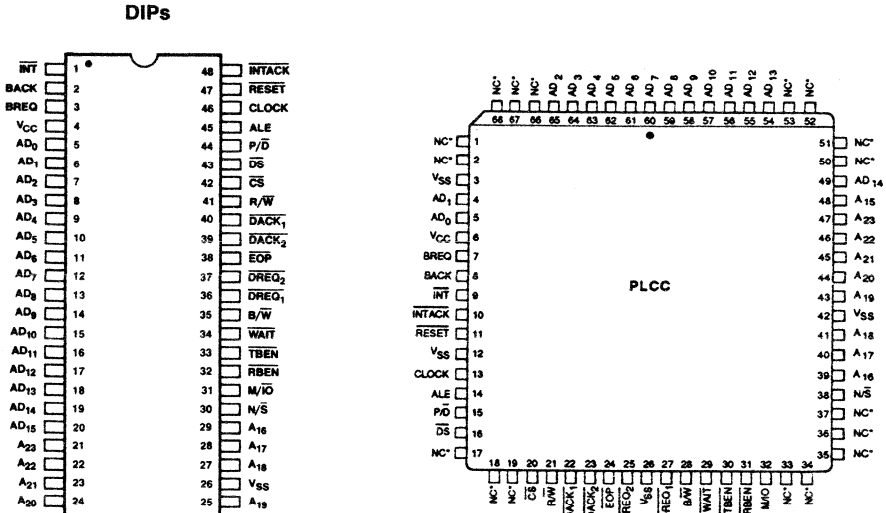 DIPs
INT 1 48 INTACK
BACK 2 47 RESET
BREQ 3 46 CLOCK
VCC 4 45 ALE
AD0 5 44 P/D
AD1 6 43 DS
AD2 7 42 CS
AD3 8 41 R/W
AD4 9 40 DACK1
AD5 10 39 DACK2
AD6 11 38 EOP
AD7 12 37 DREQ2
AD8 13 36 DREQ1
AD9 14 35 B/W
AD10 15 34 WAIT
AD11 16 33 TBEN
AD12 17 32 RBEN
AD13 18 31 M/IO
AD14 19 30 N/S
AD15 20 29 A16
A23 21 28 A17
A22 22 27 A18
A21 23 26 VSS
A20 24 25 A19
NC* NC* NC* AD2 AD3 AD4 AD5 AD6 AD7 AD8 AD9 AD10 AD11 AD12 AD13 NC* NC*
68 67 66 65 64 63 62 61 60 59 58 57 56 55 54 53 52
NC* 1 51 NC*
NC* 2 50 NC*
VSS 3 49 AD14
AD1 4 48 A15
AD0 5 47 A23
VCC 6 46 A22
BREQ 7 45 A21
BACK 8 44 A20
INT 9 43 A19
INTACK 10 42 VSS
RESET 11 41 A18
VSS 12 40 A17
CLOCK 13 39 A16
ALE 14 38 N/S
P/D 15 37 NC*
DS 16 36 NC*
NC* 17 35 NC*
PLCC
18 19 20 21 22 23 24 25 26 27 28 29 30 31 32 33 34
NC* NC* CS R/W ACK1 ACK2 EOP REQ2 VSS REQ1 B/W WAIT TBEN RBEN M/IO NC* NC*